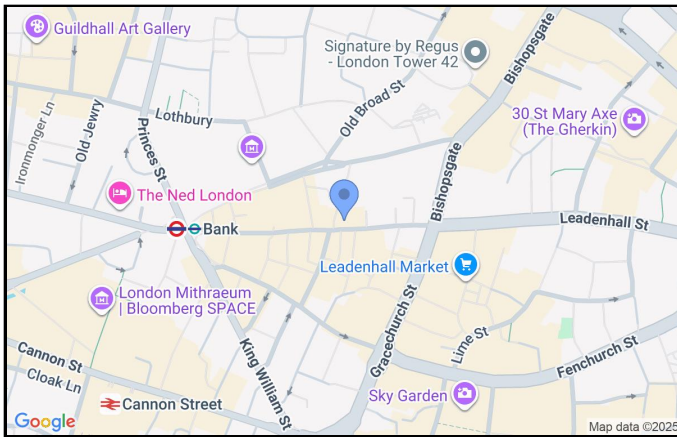 Guildhall Art Gallery
Signature by Regus
- London Tower 42
Bishopsgate
Old Broad St
30 St Mary Axe
(The Gherkin)
Ironmonger Ln
Old Jewry
Princes St
Lothbury
The Ned London
Bishopsgate
Leadenhall St
Bank
Leadenhall Market
London Mithraeum
| Bloomberg SPACE
King William St
Gracechurch St
Lime St
Fenchurch St
Cannon St
Cloak Ln
Cannon Street
Sky Garden
Google
Map data ©2025